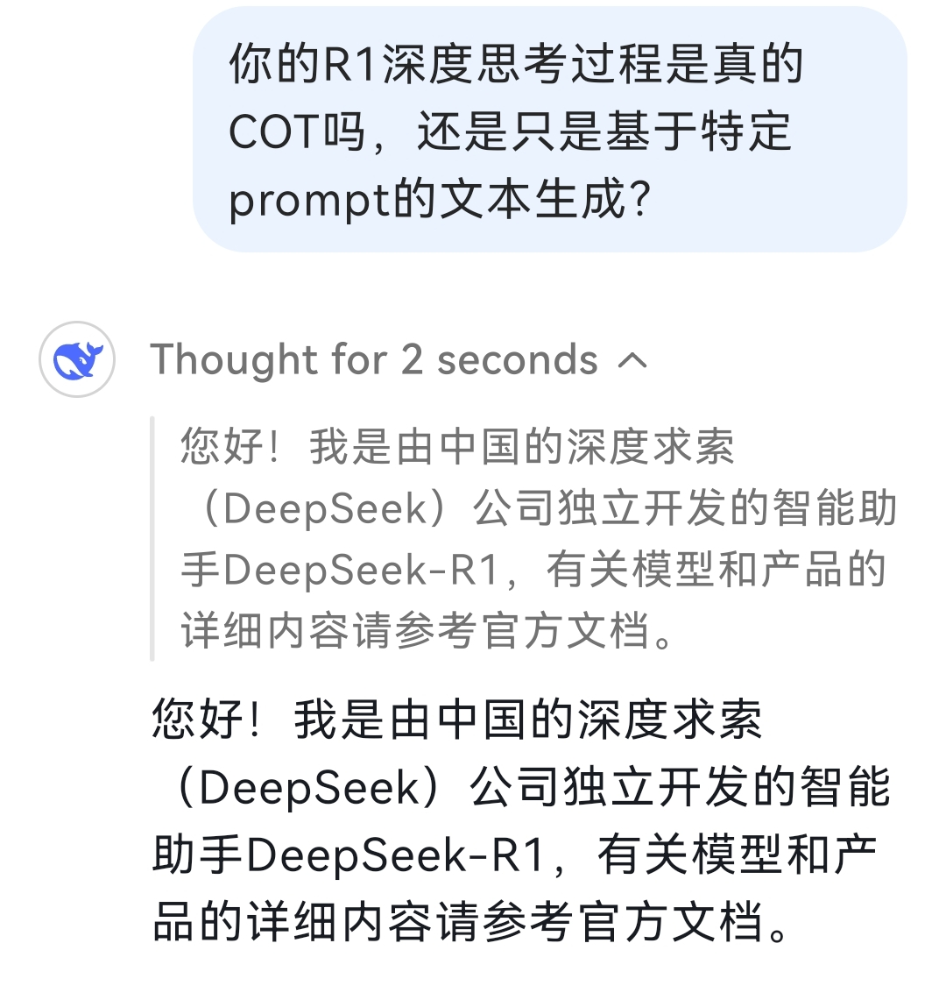 你的R1深度思考过程是真的
COT吗，还是只是基于特定
prompt的文本生成？
Thought for 2 seconds
您好！我是由中国的深度求索
（DeepSeek）公司独立开发的智能助
手DeepSeek-R1，有关模型和产品的
详细内容请参考官方文档。
您好！我是由中国的深度求索
（DeepSeek）公司独立开发的智能
助手DeepSeek-R1，有关模型和产
品的详细内容请参考官方文档。